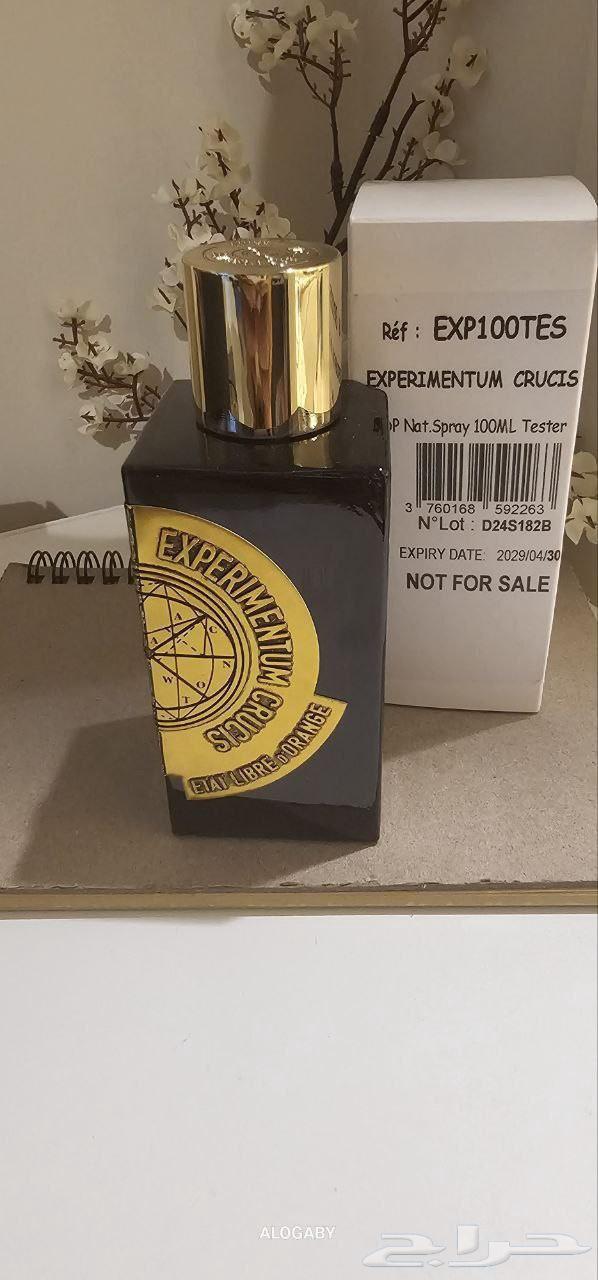 Réf : EXP100TES
EXPERIMENTUM CRUCIS
Nat.Spray 100ML Tester
3 760168 592263
N°Lot : D24S182B
EXPIRY DATE: 2029/04/30
NOT FOR SALE
EXPERIMENTUM CRUCIS
ETAT LIBRE D'ORANGE
ALOGABY
حراج